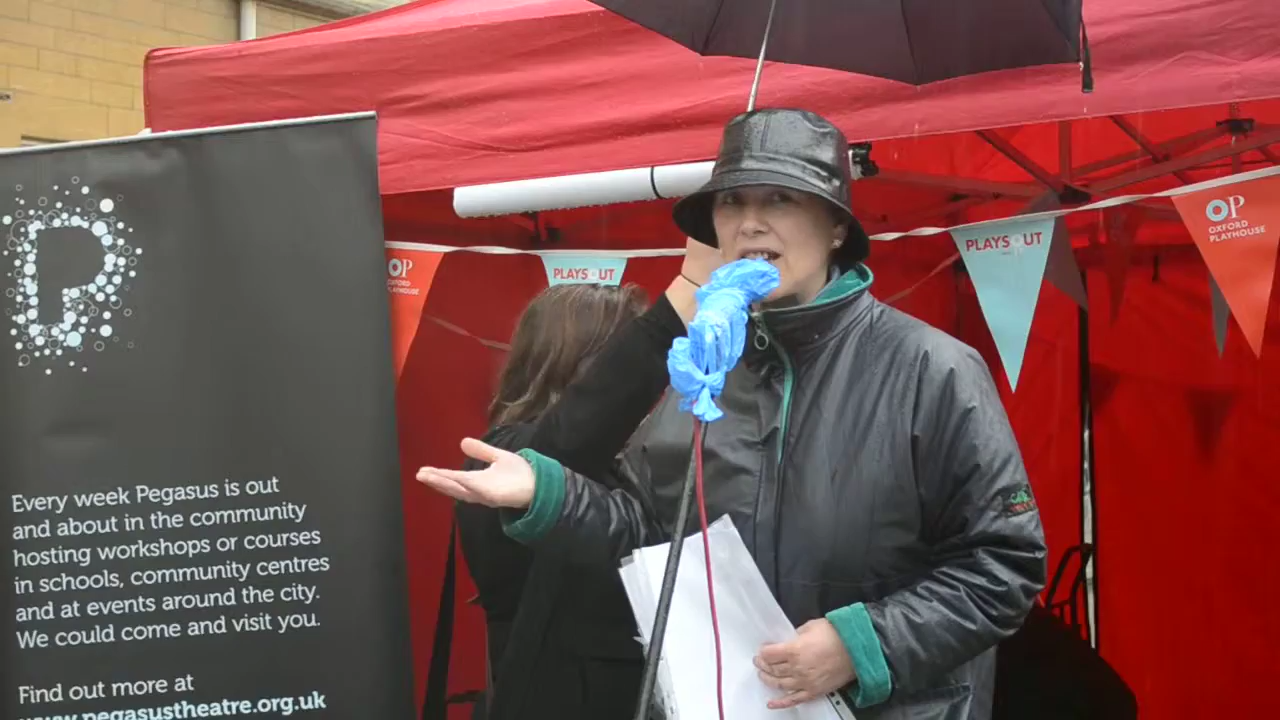 P
Every week Pegasus is out
and about in the community
hosting workshops or courses
in schools, community centres
and at events around the city.
We could come and visit you.
Find out more at
www.pegasustheatre.org.uk
OP
OXFORD
PLAYHOUSE
PLAYSOUT
PLAYSOUT
OP
OXFORD
PLAYHOUSE